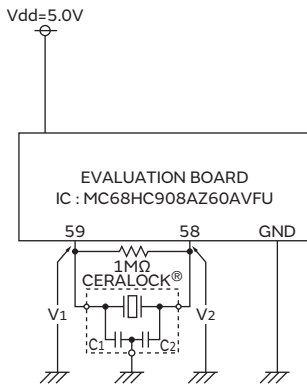 Vdd=5.0V
EVALUATION BOARD
IC : MC68HC908AZ60AVFU
59
58
GND
1MΩ
CERALOCK®
V1
V2
C1
C2